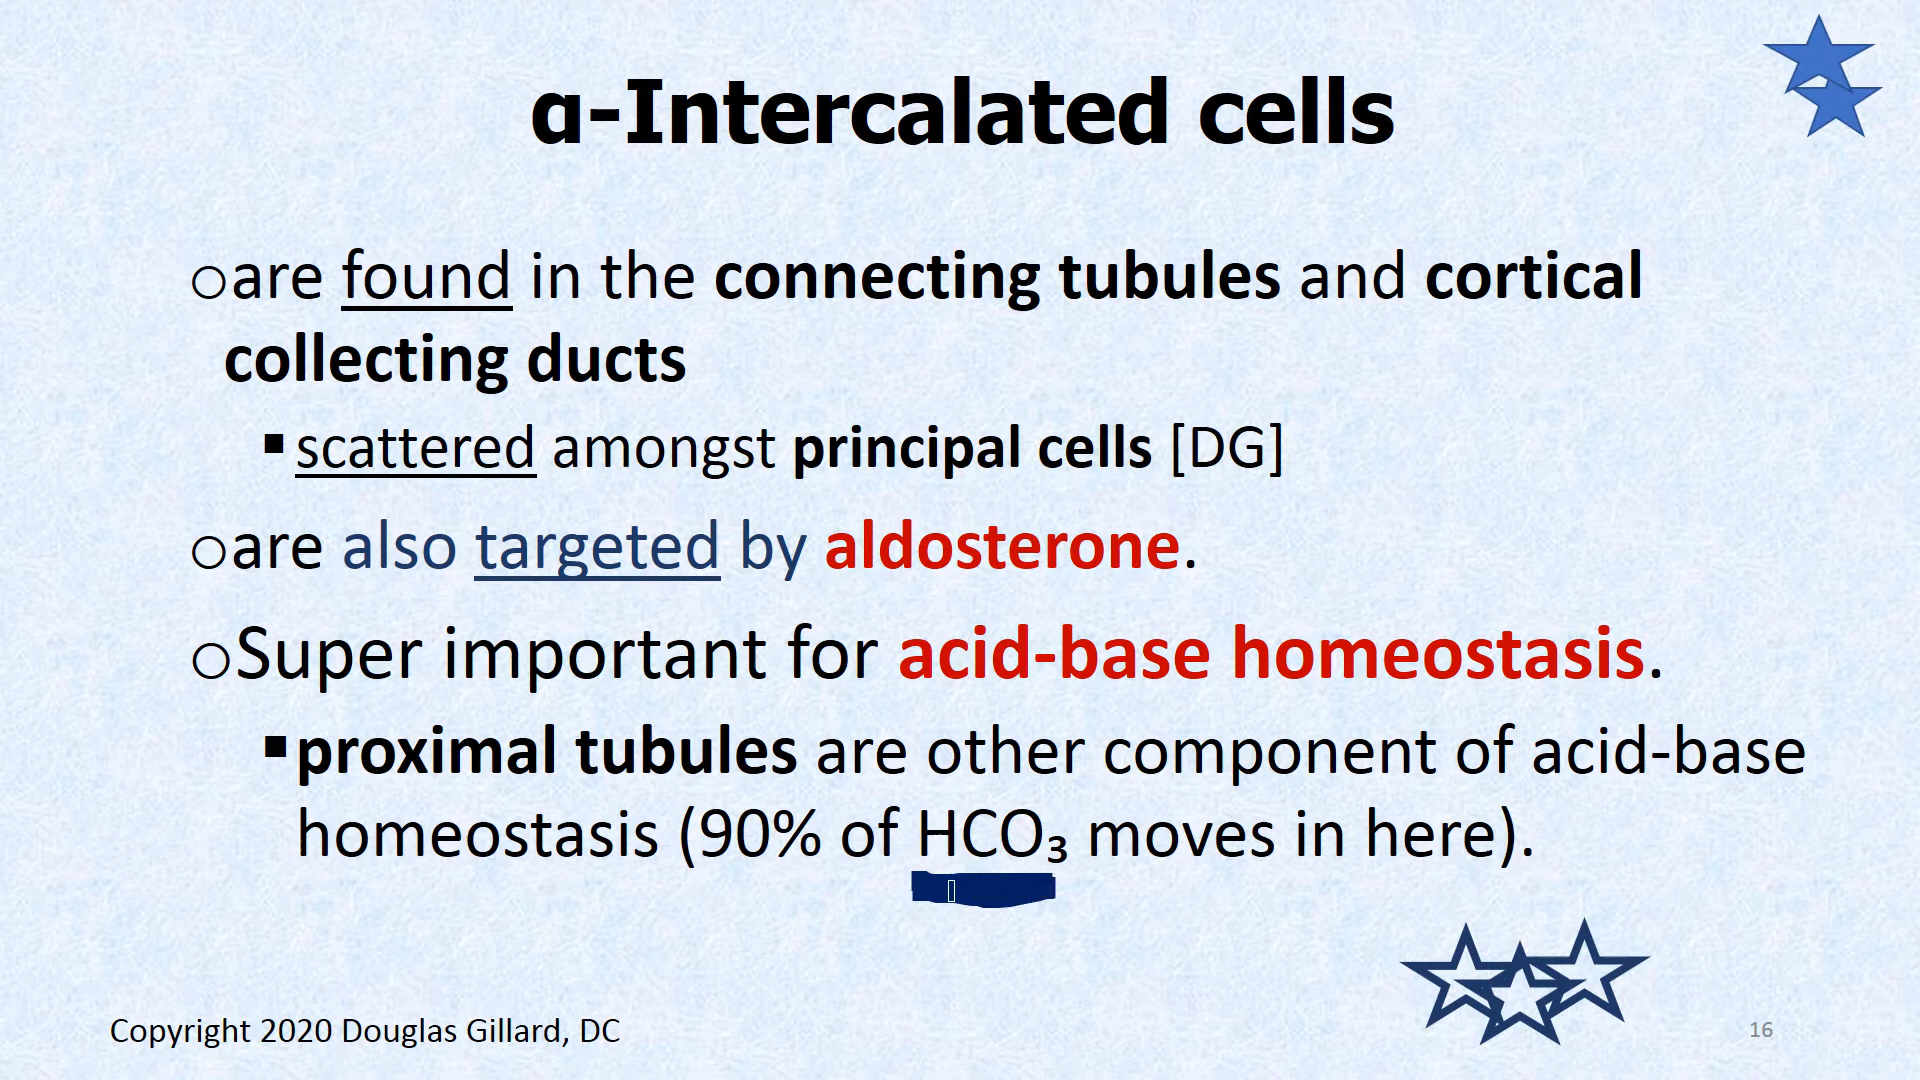 α-Intercalated cells
○are found in the connecting tubules and cortical
collecting ducts
▪scattered amongst principal cells [DG]
○are also targeted by aldosterone.
○Super important for acid-base homeostasis.
▪proximal tubules are other component of acid-base
homeostasis (90% of HCO₃ moves in here).
Copyright 2020 Douglas Gillard, DC
16